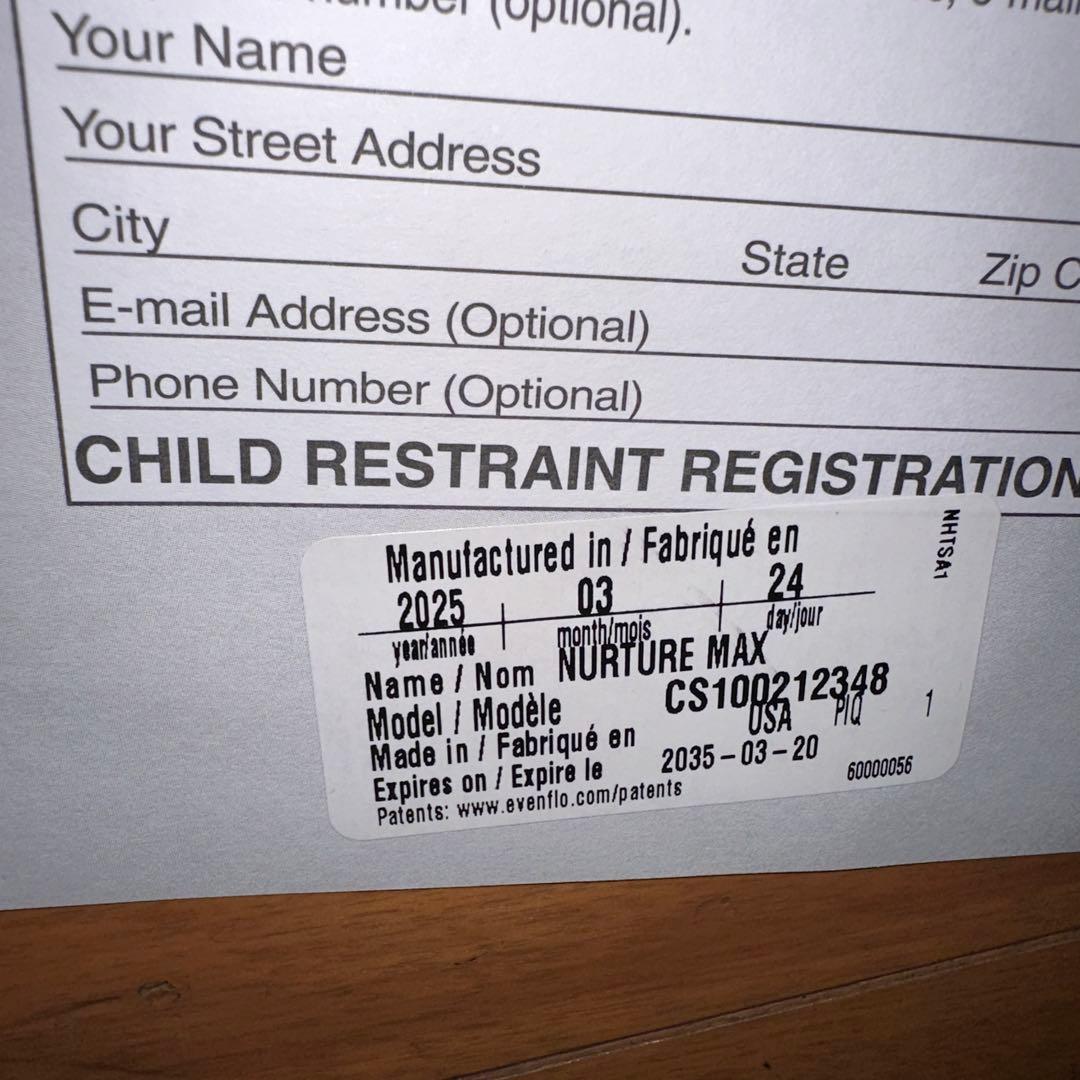 (optional).
Your Name
Your Street Address
City State Zip
E-mail Address (Optional)
Phone Number (Optional)
CHILD RESTRAINT REGISTRATION
Manufactured in / Fabriqué en
2025 03 24
year/année month/mois day/jour
Name / Nom NURTURE MAX
Model / Modèle CS100212348
Made in / Fabriqué en USA PIQ 1
Expires on / Expire le 2035-03-20
Patents: www.evenflo.com/patents 60000056
NHTSA1